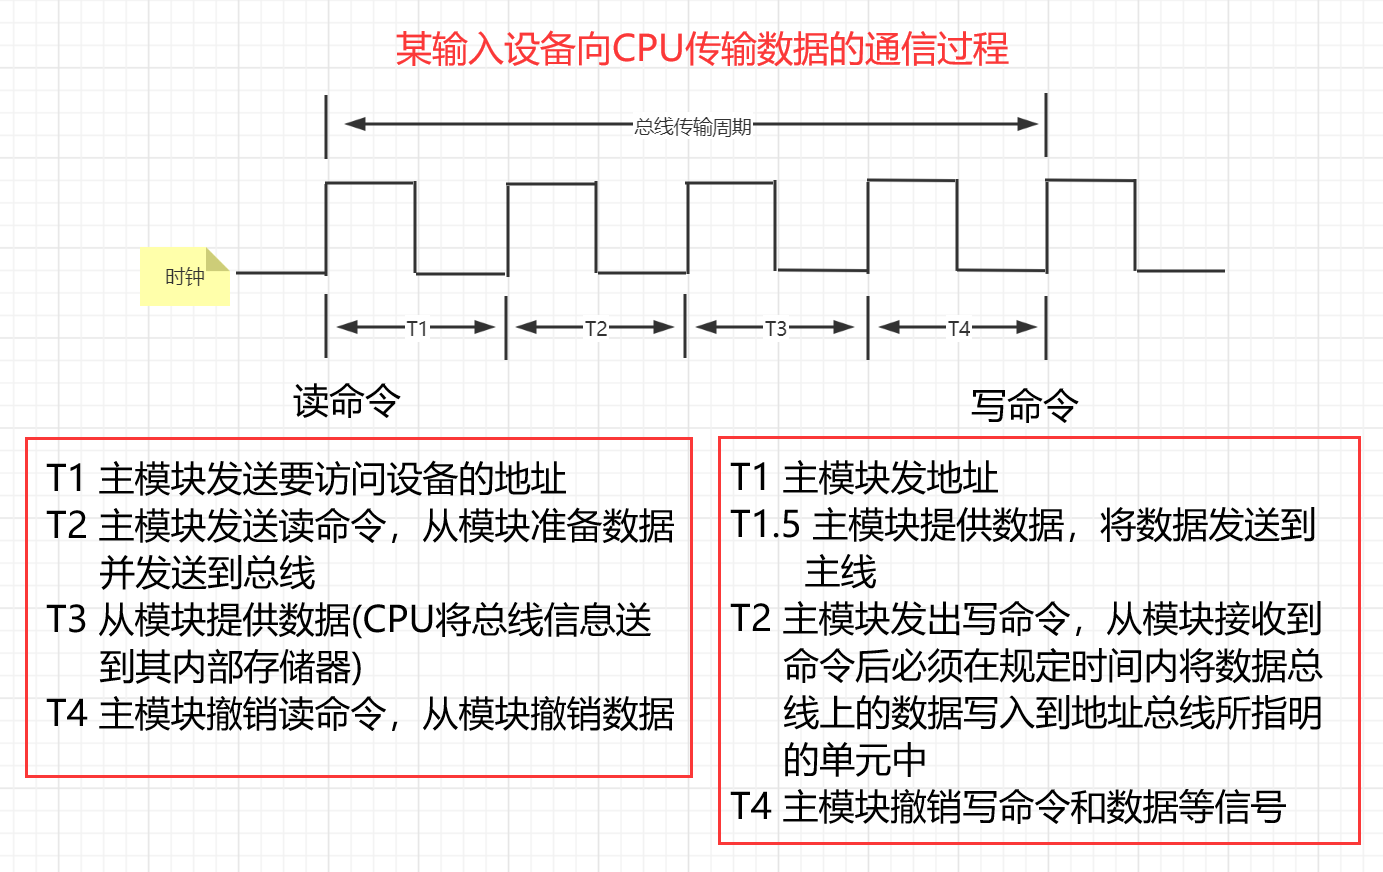 某输入设备向CPU传输数据的通信过程
总线传输周期
时钟
T1
T2
T3
T4
读命令
T1 主模块发送要访问设备的地址
T2 主模块发送读命令，从模块准备数据
并发送到总线
T3 从模块提供数据(CPU将总线信息送
到其内部存储器)
T4 主模块撤销读命令，从模块撤销数据
写命令
T1 主模块发地址
T1.5 主模块提供数据，将数据发送到
主线
T2 主模块发出写命令，从模块接收到
命令后必须在规定时间内将数据总
线上的数据写入到地址总线所指明
的单元中
T4 主模块撤销写命令和数据等信号